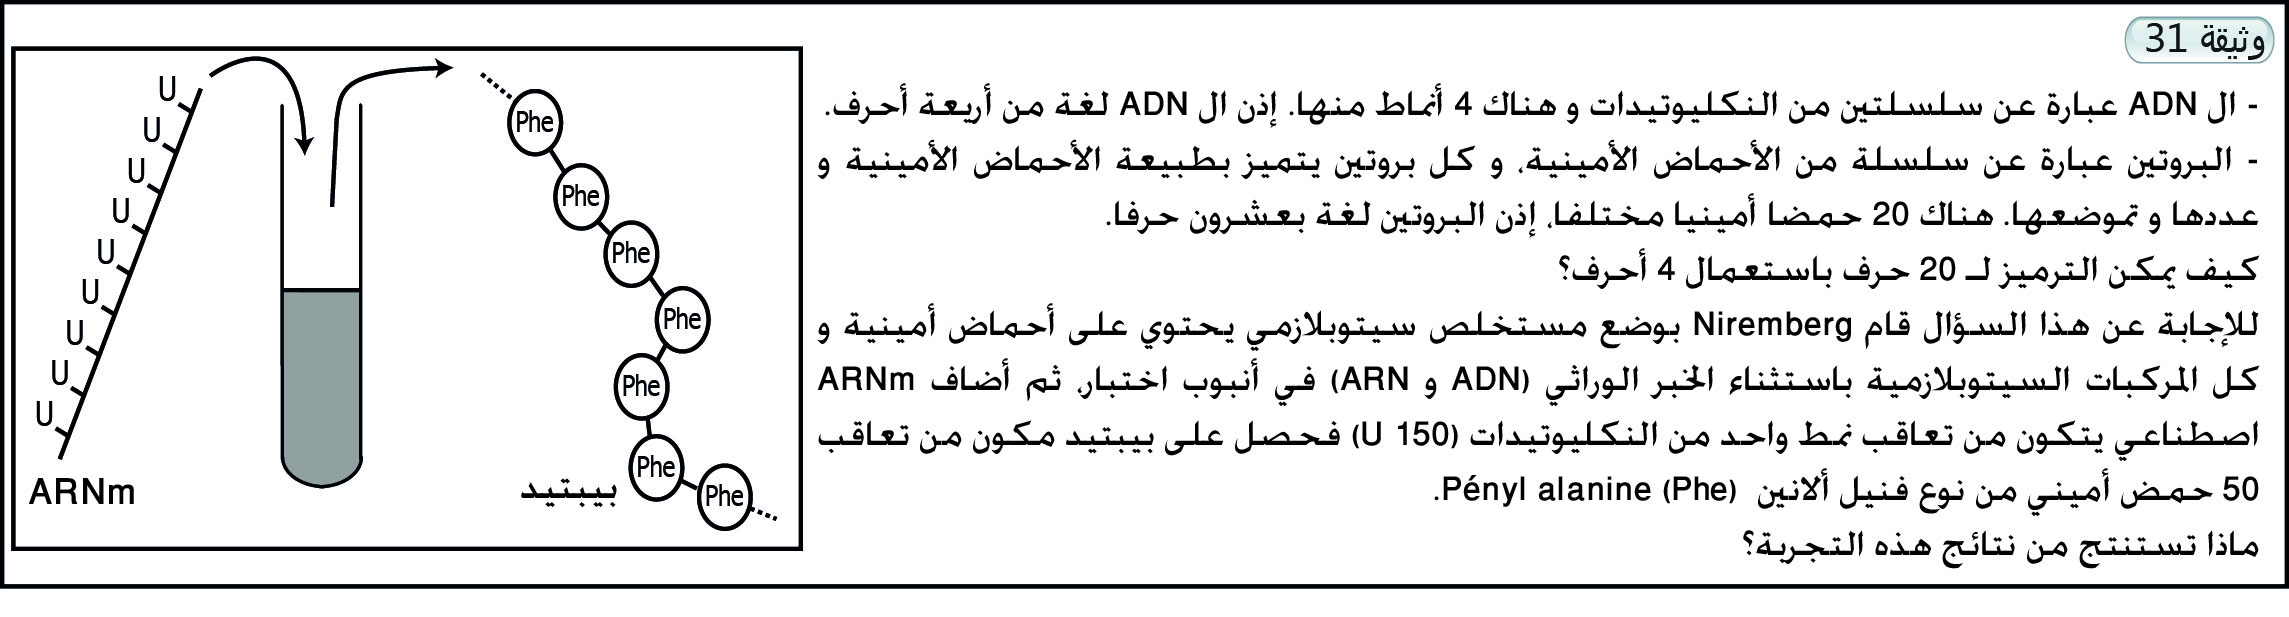 وثيقة 31
- ال ADN عبارة عن سلسلتين من النكليوتيدات و هناك 4 أنماط منها. إذن ال ADN لغة من أربعة أحرف.
- البروتين عبارة عن سلسلة من الأحماض الأمينية، و كل بروتين يتميز بطبيعة الأحماض الأمينية و
عددها و تموضعها. هناك 20 حمضا أمينيا مختلفا، إذن البروتين لغة بعشرون حرفا.
كيف يمكن الترميز لـ 20 حرف باستعمال 4 أحرف؟
للإجابة عن هذا السؤال قام Niremberg بوضع مستخلص سيتوبلازمي يحتوي على أحماض أمينية و
كل المركبات السيتوبلازمية باستثناء الخبر الوراثي (ADN و ARN) في أنبوب اختبار، ثم أضاف ARNm
اصطناعي يتكون من تعاقب نمط واحد من النكليوتيدات (150 U) فحصل على بيبتيد مكون من تعاقب
50 حمض أميني من نوع فنيل ألانين Pényl alanine (Phe).
ماذا تستنتج من نتائج هذه التجربة؟
U
U
U
U
U
U
U
U
U
ARNm
Phe
Phe
Phe
Phe
Phe
Phe
Phe
بيبتيد